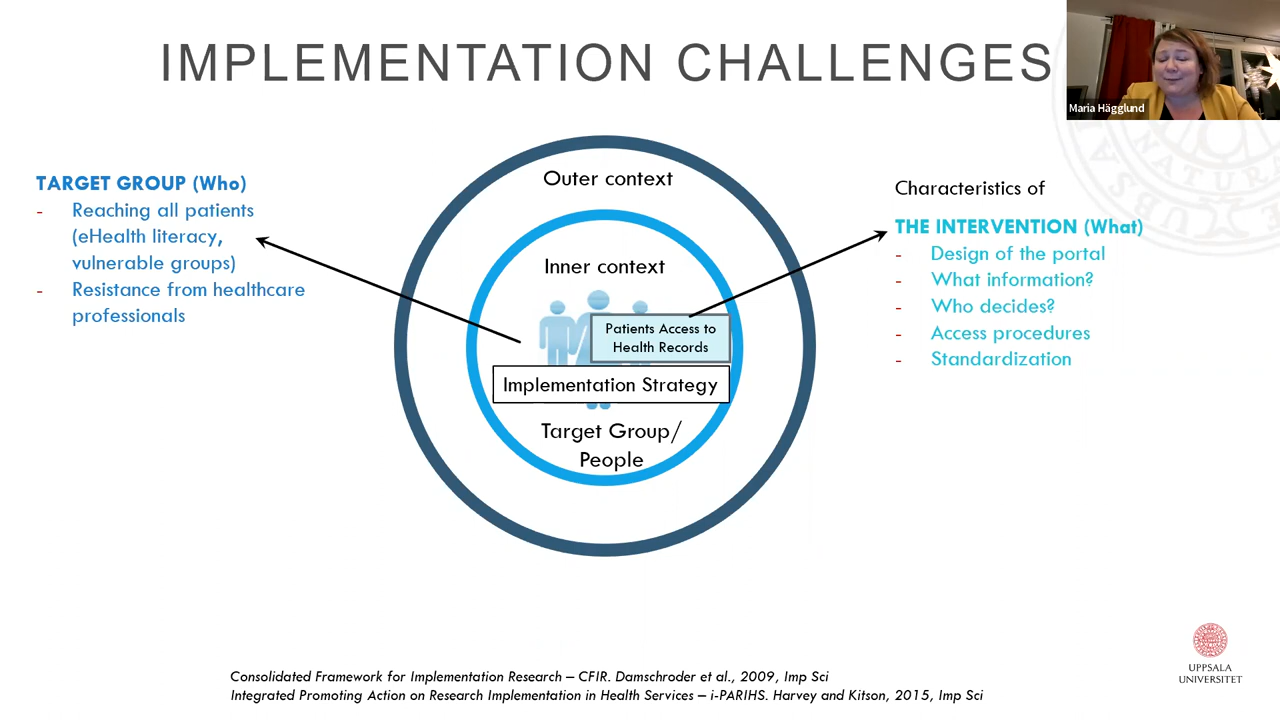 IMPLEMENTATION CHALLENGES
Maria Hägglund
TARGET GROUP (Who)
- Reaching all patients
(eHealth literacy,
vulnerable groups)
- Resistance from healthcare
professionals
Outer context
Inner context
Patients Access to
Health Records
Implementation Strategy
Target Group/
People
Characteristics of
THE INTERVENTION (What)
- Design of the portal
- What information?
- Who decides?
- Access procedures
- Standardization
Consolidated Framework for Implementation Research – CFIR. Damschroder et al., 2009, Imp Sci
Integrated Promoting Action on Research Implementation in Health Services – i-PARIHS. Harvey and Kitson, 2015, Imp Sci
UPPSALA
UNIVERSITET